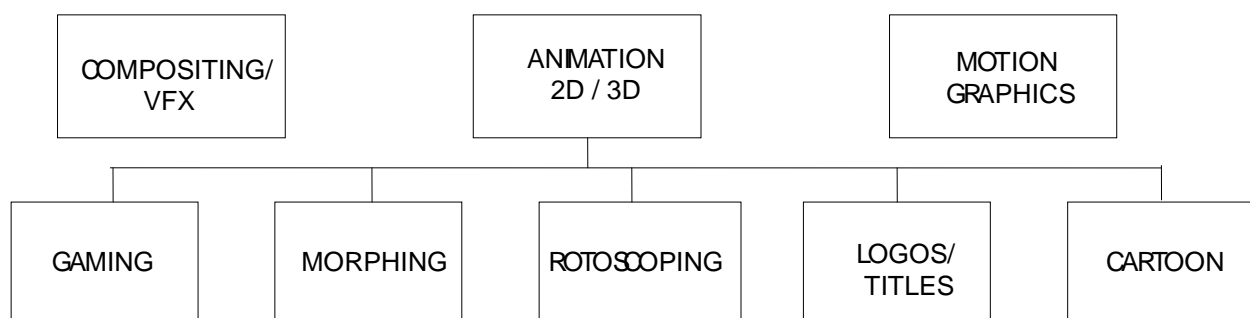 COMPOSITING/
VFX
ANIMATION
2D / 3D
MOTION
GRAPHICS
GAMING
MORPHING
ROTOSCOPING
LOGOS/
TITLES
CARTOON